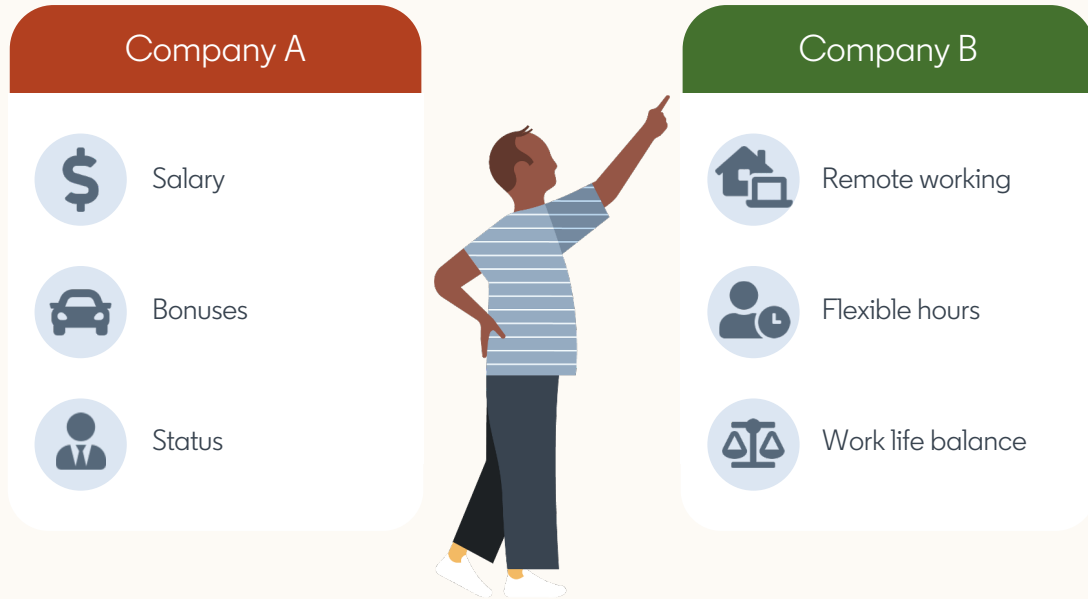 Company A
Salary
Bonuses
Status
Company B
Remote working
Flexible hours
Work life balance